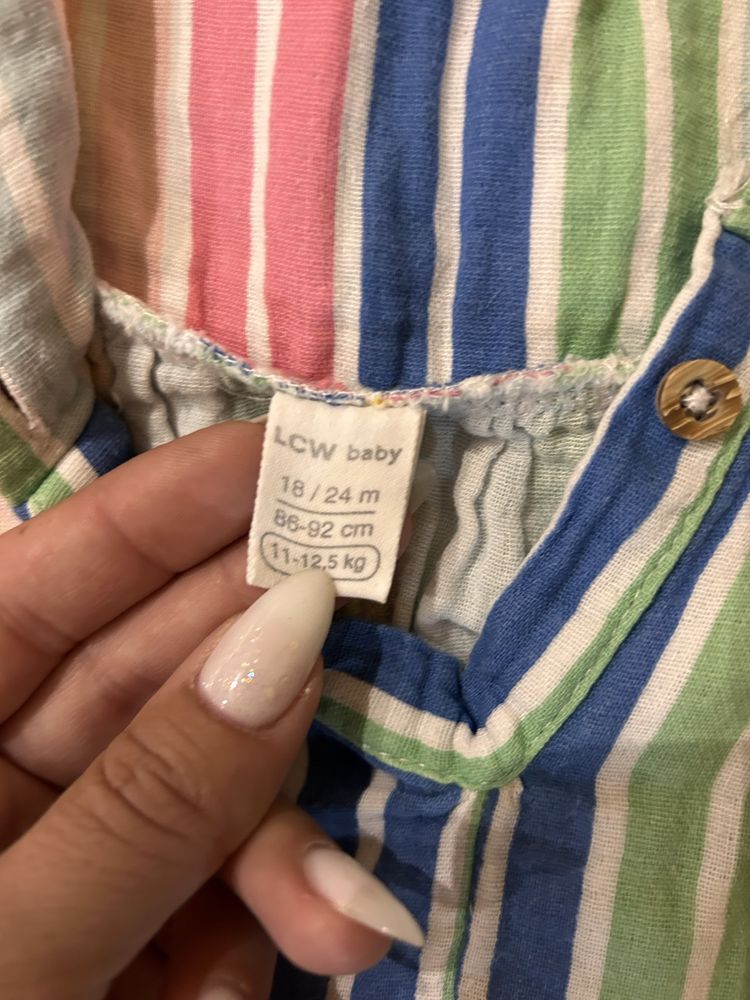 LCW baby
18 / 24 m
86-92 cm
11-12,5 kg